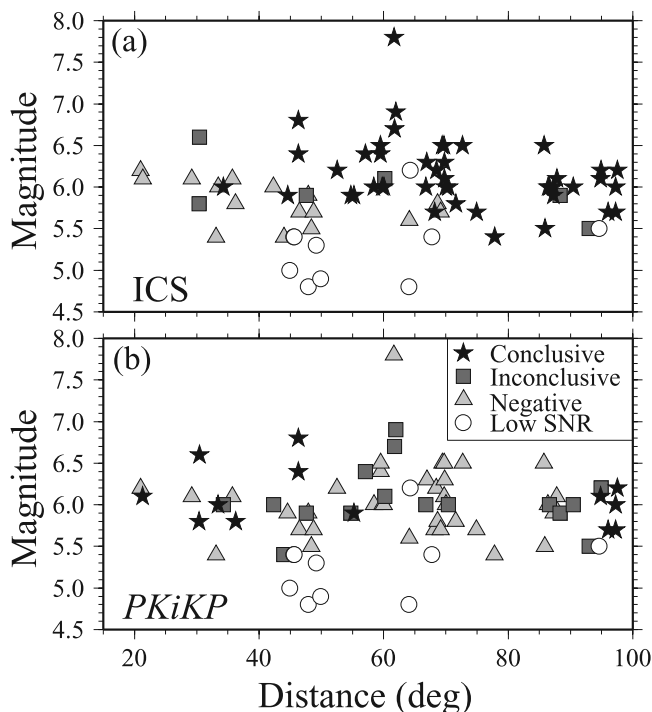 (a)
8.0
7.5
7.0
6.5
6.0
5.5
5.0
4.5
Magnitude
ICS
(b)
8.0
7.5
7.0
6.5
6.0
5.5
5.0
4.5
Magnitude
Conclusive
Inconclusive
Negative
Low SNR
PKiKP
20 40 60 80 100
Distance (deg)